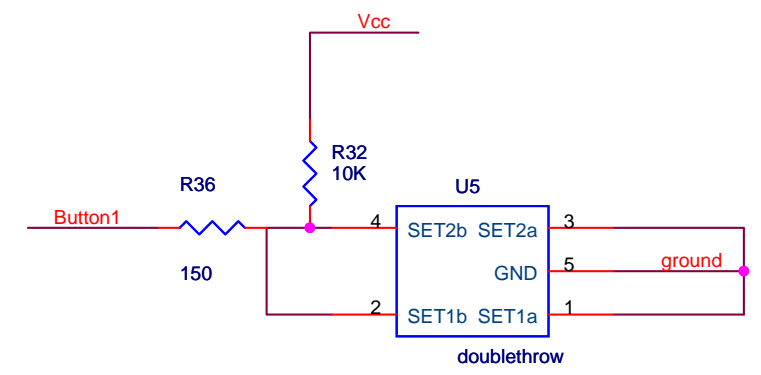 Vcc
R32
10K
R36
U5
Button1
4
SET2b SET2a
3
GND
5
ground
150
2
SET1b SET1a
1
doublethrow